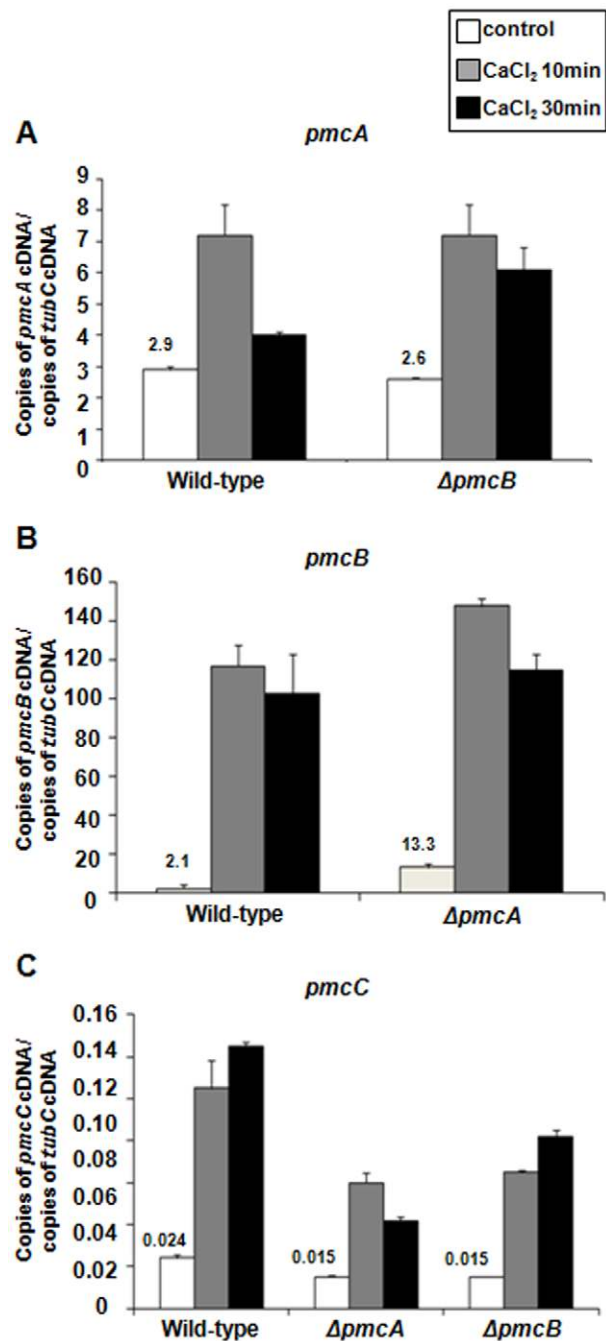 control
CaCl₂ 10min
CaCl₂ 30min
A
pmcA
Copies of pmcA cDNA/
copies of tubC cDNA
9
8
7
6
5
4
3
2
1
0
2.9
2.6
Wild-type
ΔpmcB
B
pmcB
Copies of pmcB cDNA/
copies of tubC cDNA
160
140
120
100
80
60
40
20
0
2.1
13.3
Wild-type
ΔpmcA
C
pmcC
Copies of pmcC cDNA/
copies of tubC cDNA
0.16
0.14
0.12
0.08
0.06
0.04
0.02
0
0.024
0.015
0.015
Wild-type
ΔpmcA
ΔpmcB